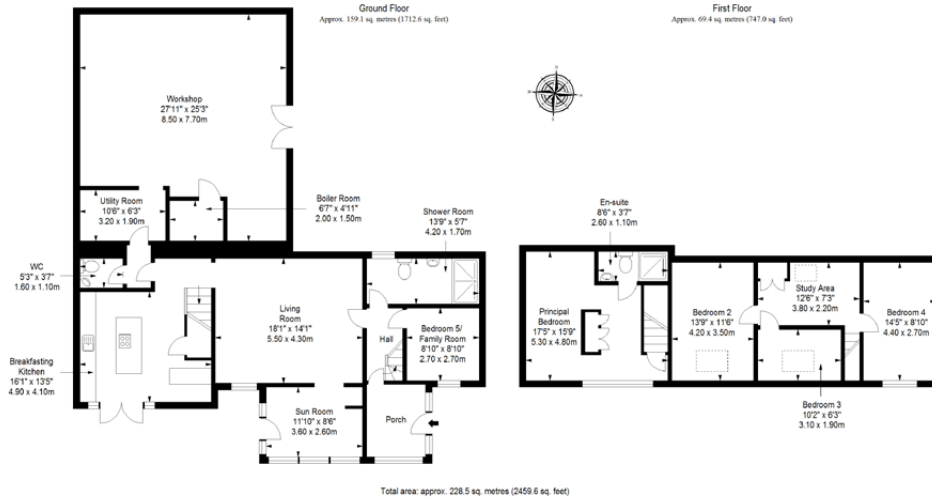 Ground Floor
Approx. 159.1 sq. metres (1712.6 sq. feet)
First Floor
Approx. 69.4 sq. metres (747.0 sq. feet)
Workshop
27'11" x 25'3"
8.50 x 7.70m
Utility Room
10'6" x 6'3"
3.20 x 1.90m
Boiler Room
6'7" x 4'11"
2.00 x 1.50m
Shower Room
13'9" x 5'7"
4.20 x 1.70m
WC
5'3" x 3'7"
1.60 x 1.10m
Living
Room
18'1" x 14'1"
5.50 x 4.30m
Hall
Bedroom 5/
Family Room
8'10" x 8'10"
2.70 x 2.70m
Breakfasting
Kitchen
16'1" x 13'5"
4.90 x 4.10m
Sun Room
11'10" x 8'6"
3.60 x 2.60m
Porch
En-suite
8'6" x 3'7"
2.60 x 1.10m
Principal
Bedroom
17'5" x 15'9"
5.30 x 4.80m
Bedroom 2
13'9" x 11'6"
4.20 x 3.50m
Study Area
12'6" x 7'3"
3.80 x 2.20m
Bedroom 4
14'5" x 8'10"
4.40 x 2.70m
Bedroom 3
10'2" x 6'3"
3.10 x 1.90m
Total area: approx. 228.5 sq. metres (2459.6 sq. feet)